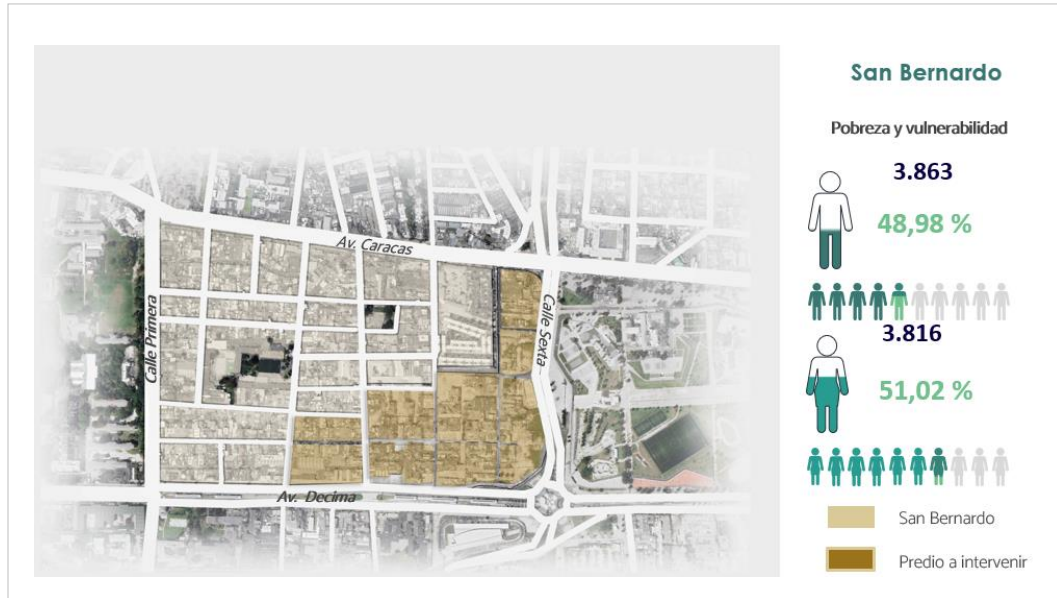 San Bernardo
Pobreza y vulnerabilidad
3.863
48,98 %
3.816
51,02 %
San Bernardo
Predio a intervenir
Av. Caracas
Calle Primera
Calle Sexta
Av. Decima